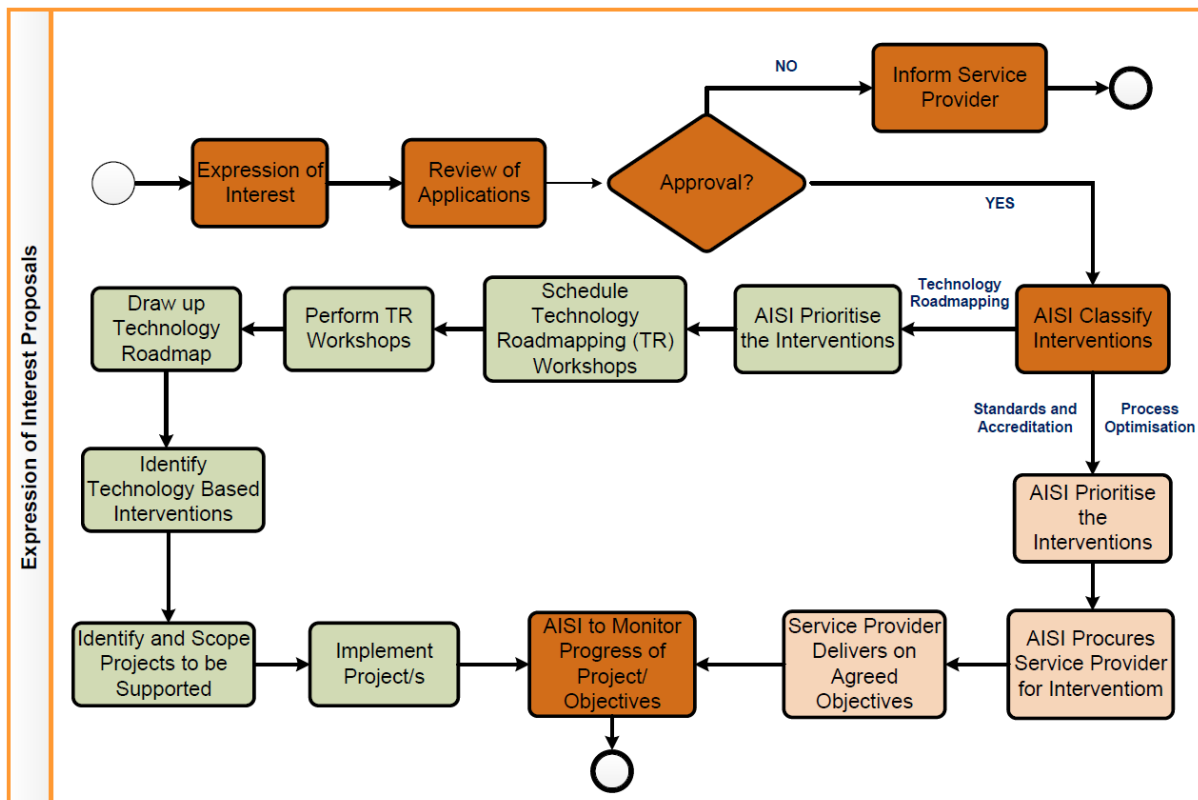 Expression of Interest Proposals
NO
Inform Service
Provider
Expression of
Interest
Review of
Applications
Approval?
YES
Draw up
Technology
Roadmap
Perform TR
Workshops
Schedule
Technology
Roadmapping (TR)
Workshops
AISI Prioritise
the Interventions
Technology
Roadmapping
AISI Classify
Interventions
Standards and
Accreditation
Process
Optimisation
Identify
Technology Based
Interventions
AISI Prioritise
the
Interventions
Identify and Scope
Projects to be
Supported
Implement
Project/s
AISI to Monitor
Progress of
Project/
Objectives
Service Provider
Delivers on
Agreed
Objectives
AISI Procures
Service Provider
for Interventiom